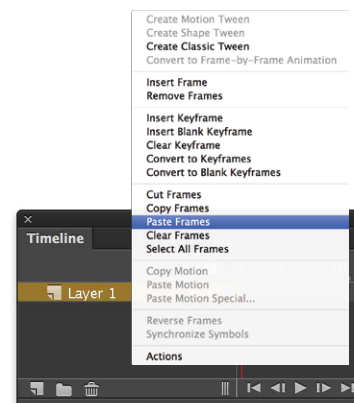 Create Motion Tween
Create Shape Tween
Create Classic Tween
Convert to Frame-by-Frame Animation
Insert Frame
Remove Frames
Insert Keyframe
Insert Blank Keyframe
Clear Keyframe
Convert to Keyframes
Convert to Blank Keyframes
Cut Frames
Copy Frames
Paste Frames
Clear Frames
Select All Frames
Copy Motion
Paste Motion
Paste Motion Special...
Reverse Frames
Synchronize Symbols
Actions
Timeline
Layer 1